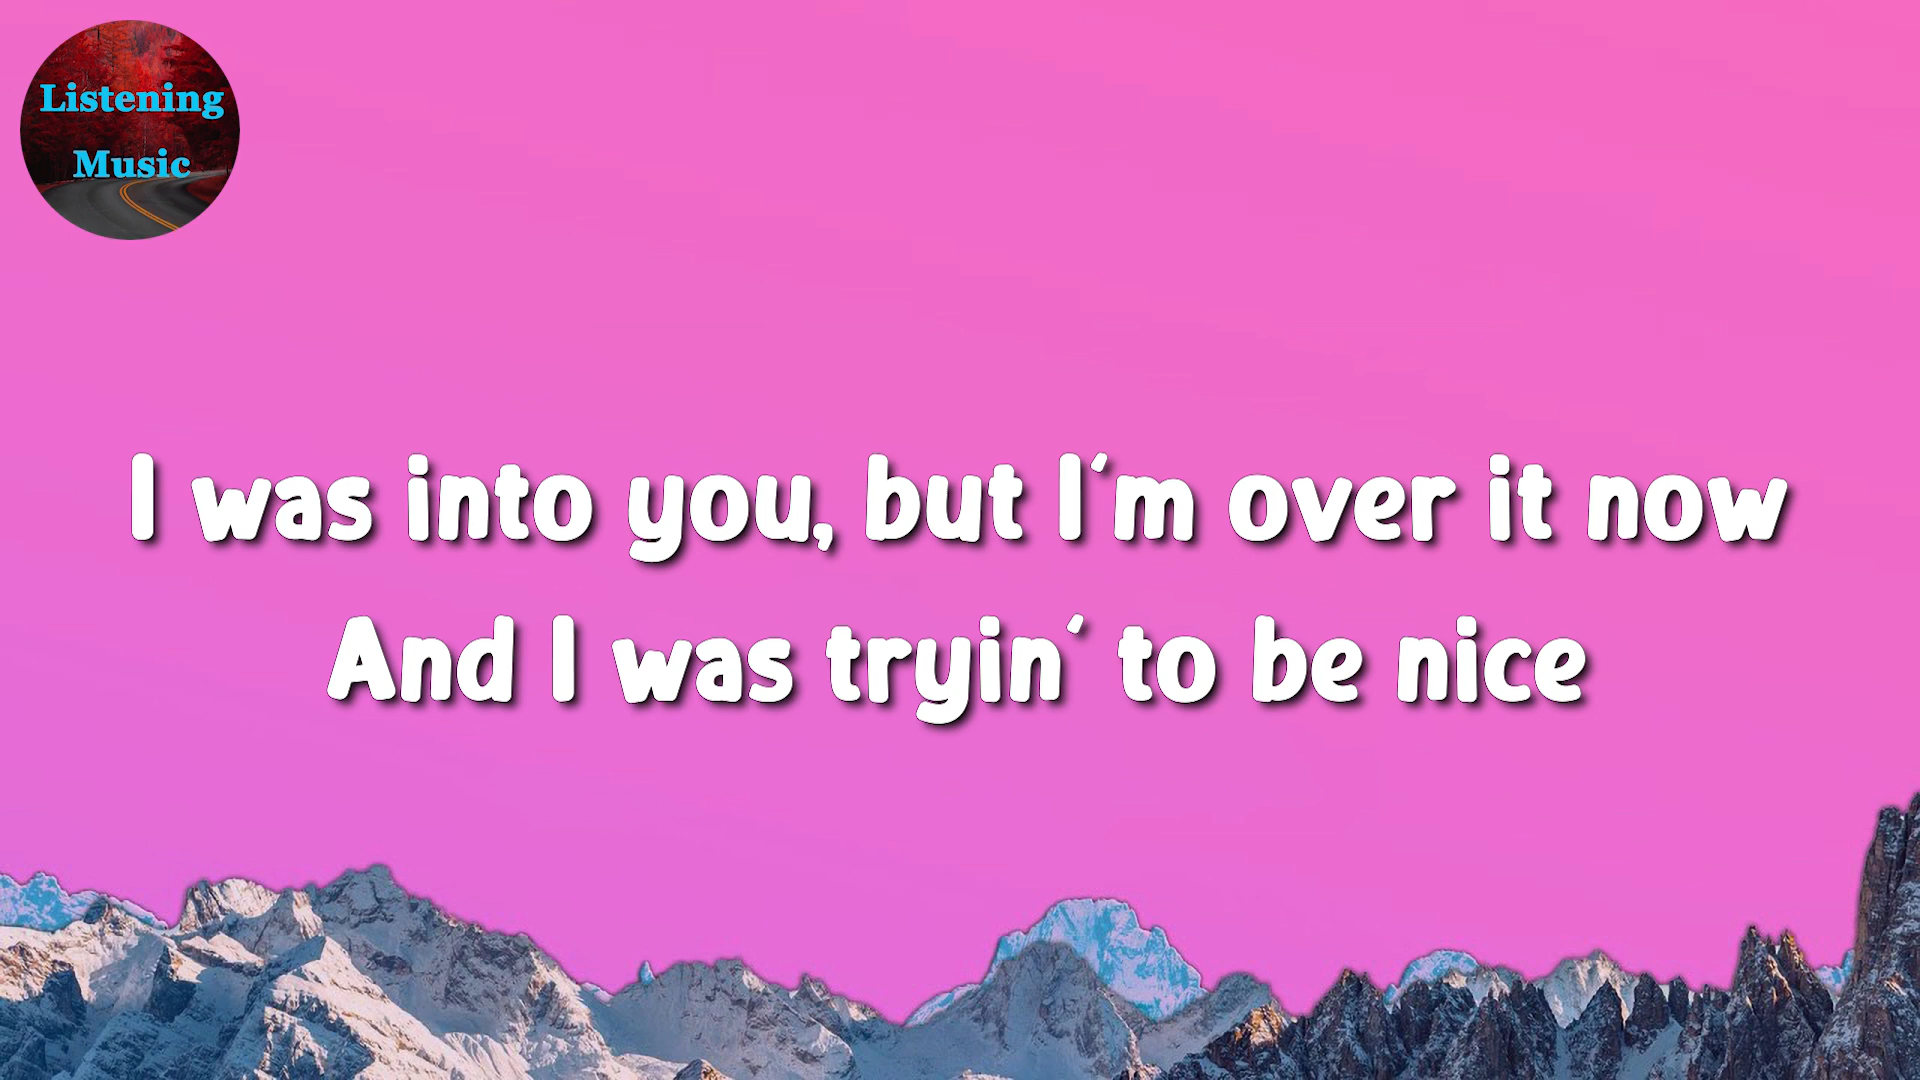 Listening
Music
I was into you, but I'm over it now
And I was tryin' to be nice